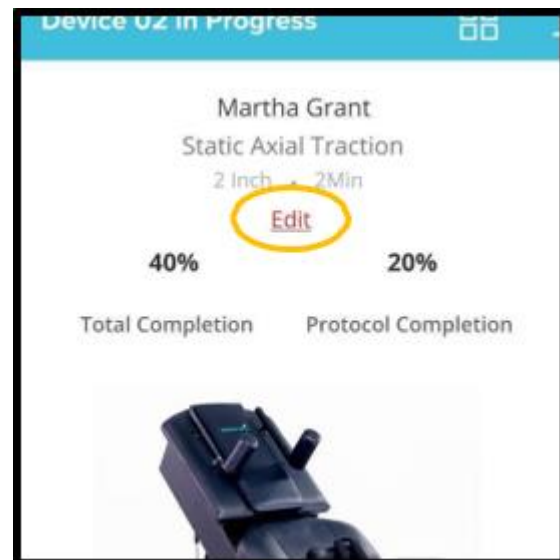 Device 02 In Progress
Martha Grant
Static Axial Traction
2 Inch • 2Min
Edit
40% 20%
Total Completion Protocol Completion